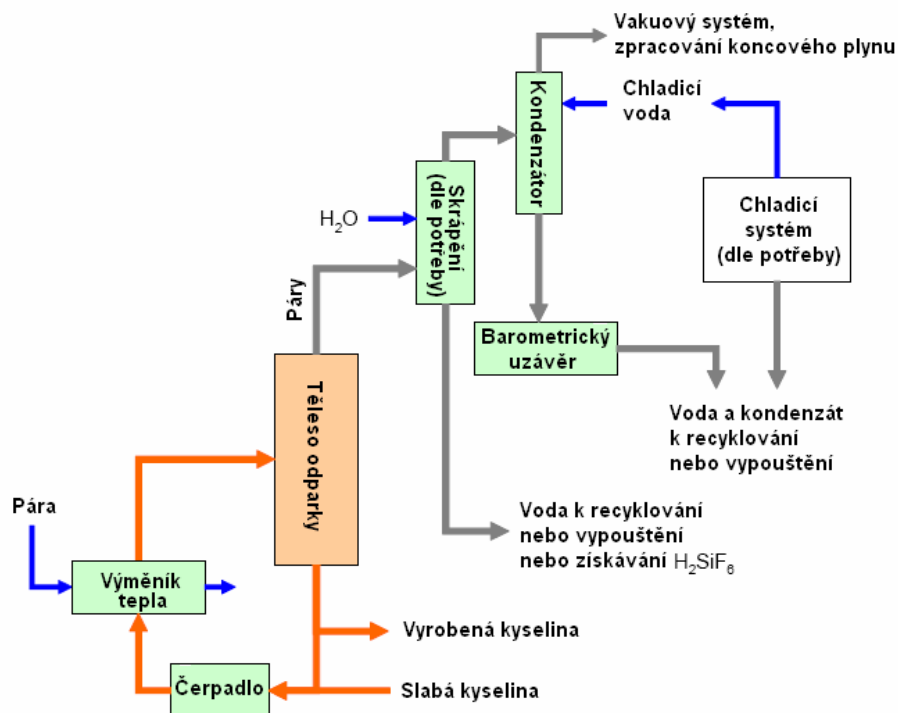 Vakuový systém,
zpracování koncového plynu
Kondenzátor
Chladicí
voda
Skrápění
(dle potřeby)
H₂O
Chladicí
systém
(dle potřeby)
Páry
Barometrický
uzávěr
Těleso odparky
Voda a kondenzát
k recyklování
nebo vypouštění
Pára
Voda k recyklování
nebo vypouštění
nebo získávání H₂SiF₆
Výměník
tepla
Vyrobená kyselina
Čerpadlo
Slabá kyselina